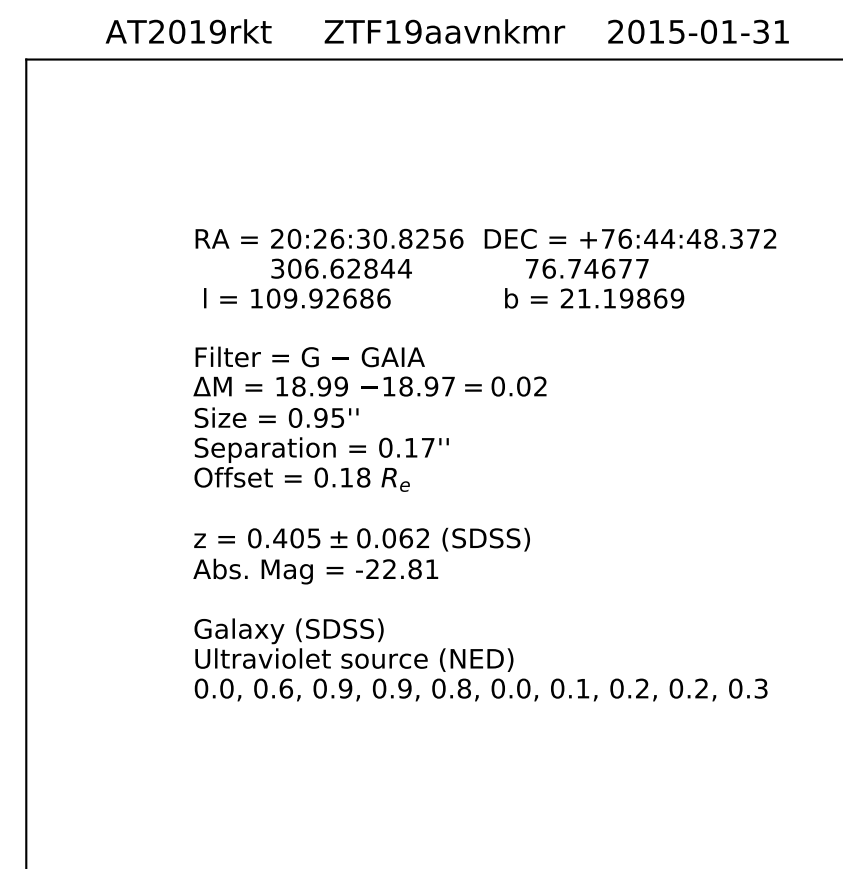 AT2019rkt ZTF19aavnkmr 2015-01-31
RA = 20:26:30.8256 DEC = +76:44:48.372
306.62844 76.74677
l = 109.92686 b = 21.19869
Filter = G − GAIA
ΔM = 18.99 −18.97 = 0.02
Size = 0.95''
Separation = 0.17''
Offset = 0.18 Rₑ
z = 0.405 ± 0.062 (SDSS)
Abs. Mag = -22.81
Galaxy (SDSS)
Ultraviolet source (NED)
0.0, 0.6, 0.9, 0.9, 0.8, 0.0, 0.1, 0.2, 0.2, 0.3